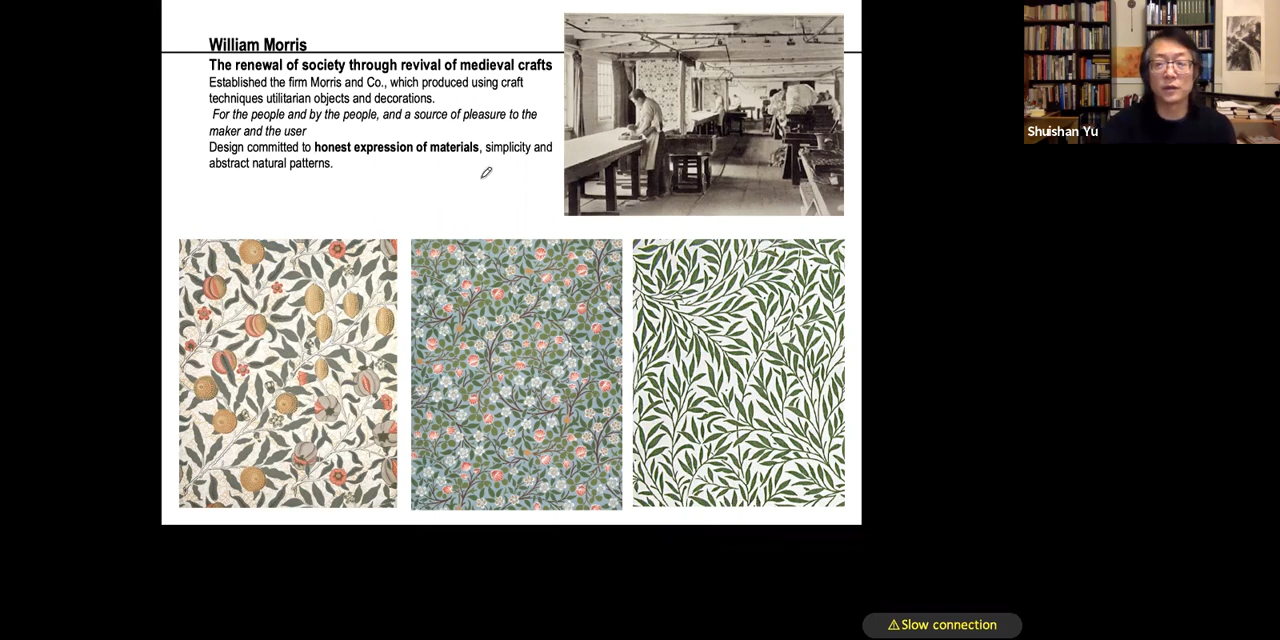 William Morris
The renewal of society through revival of medieval crafts
Established the firm Morris and Co., which produced using craft
techniques utilitarian objects and decorations.
For the people and by the people, and a source of pleasure to the
maker and the user
Design committed to honest expression of materials, simplicity and
abstract natural patterns.
Shuishan Yu
Slow connection